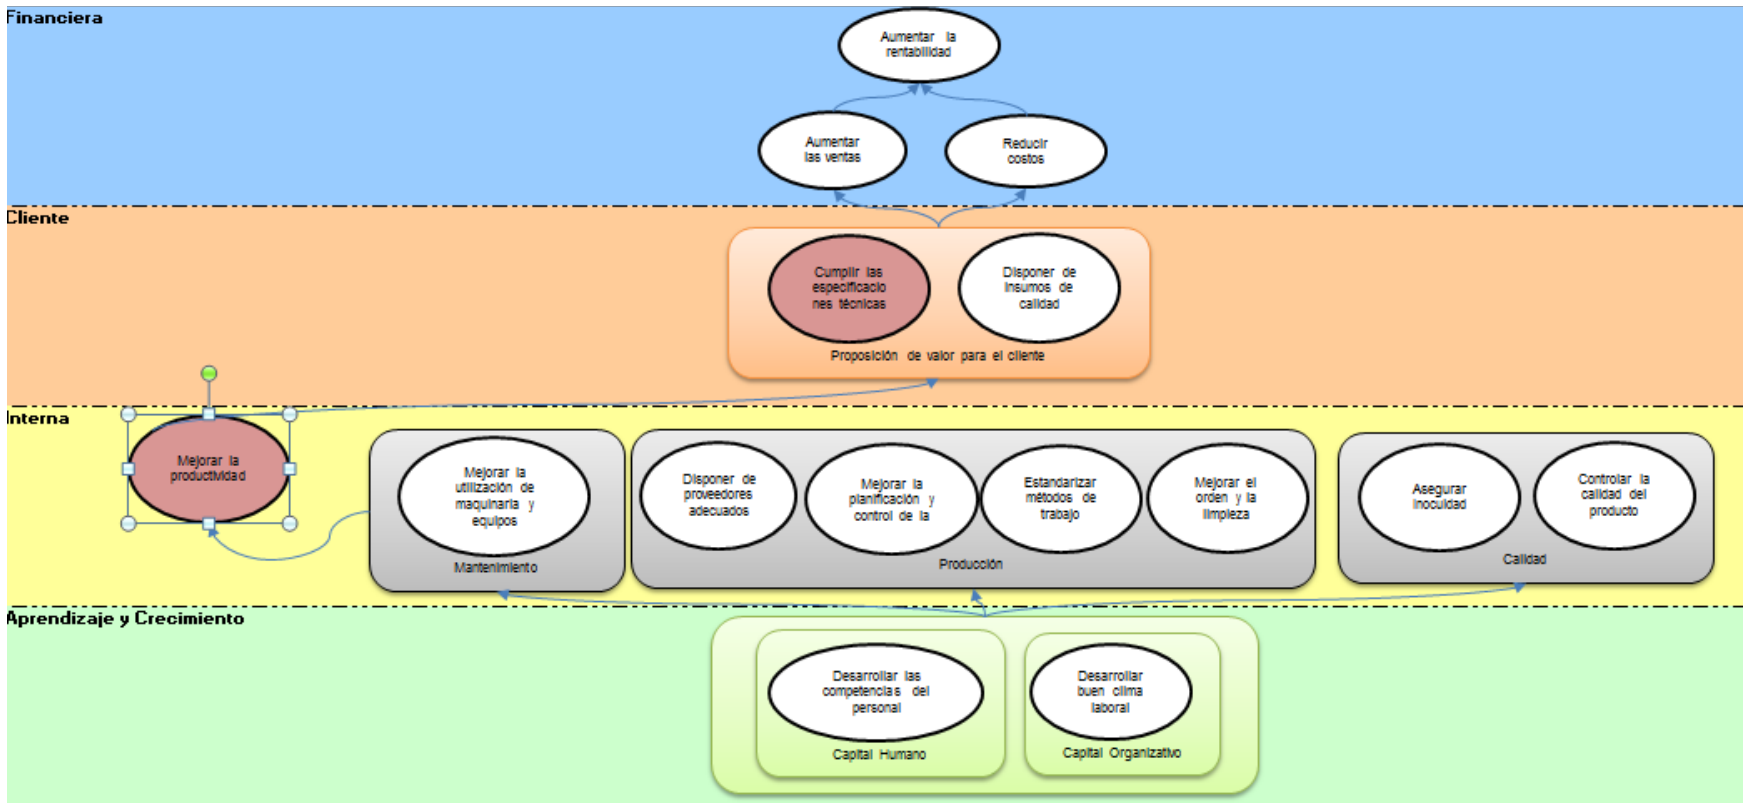 Financiera
Aumentar la
rentabilidad
Aumentar
las ventas
Reducir
costos
Cliente
Cumplir las
especificacio
nes técnicas
Disponer de
insumos de
calidad
Proposición de valor para el cliente
Interna
Mejorar la
productividad
Mejorar la
utilización de
maquinaria y
equipos
Mantenimiento
Disponer de
proveedores
adecuados
Mejorar la
planificación y
control de la
Estandarizar
métodos de
trabajo
Mejorar el
orden y la
limpieza
Producción
Asegurar
inocuidad
Controlar la
calidad del
producto
Calidad
Aprendizaje y Crecimiento
Desarrollar las
competencias del
personal
Capital Humano
Desarrollar
buen clima
laboral
Capital Organizativo